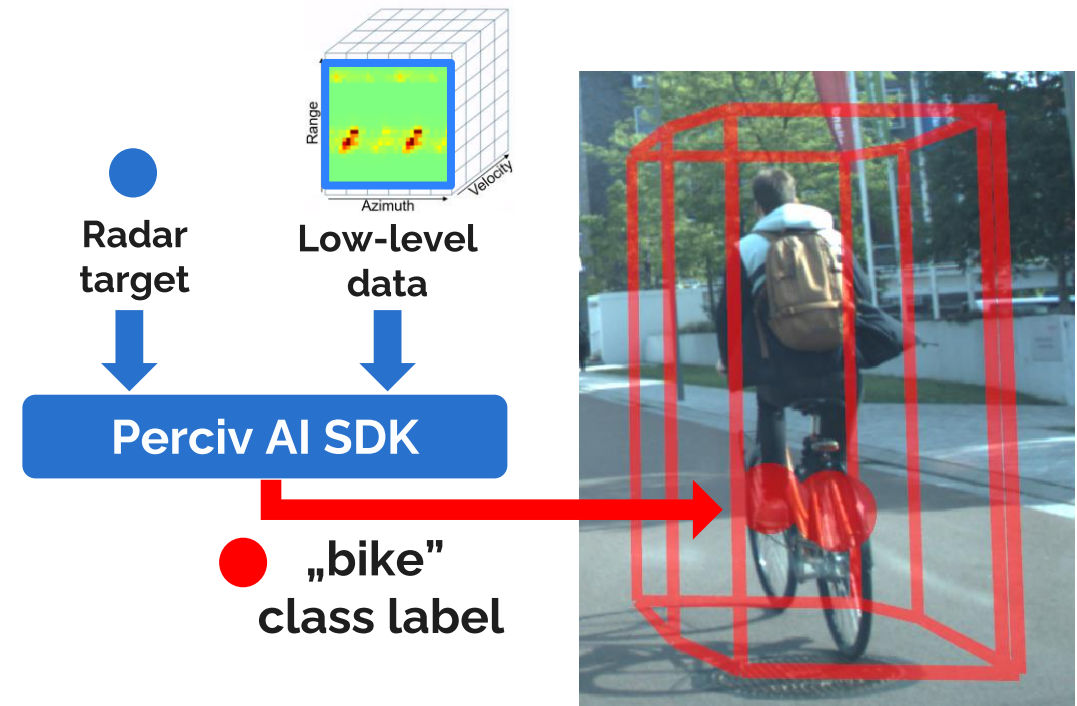 Range
Azimuth
Velocity
Radar
target
Low-level
data
Perciv AI SDK
„bike”
class label